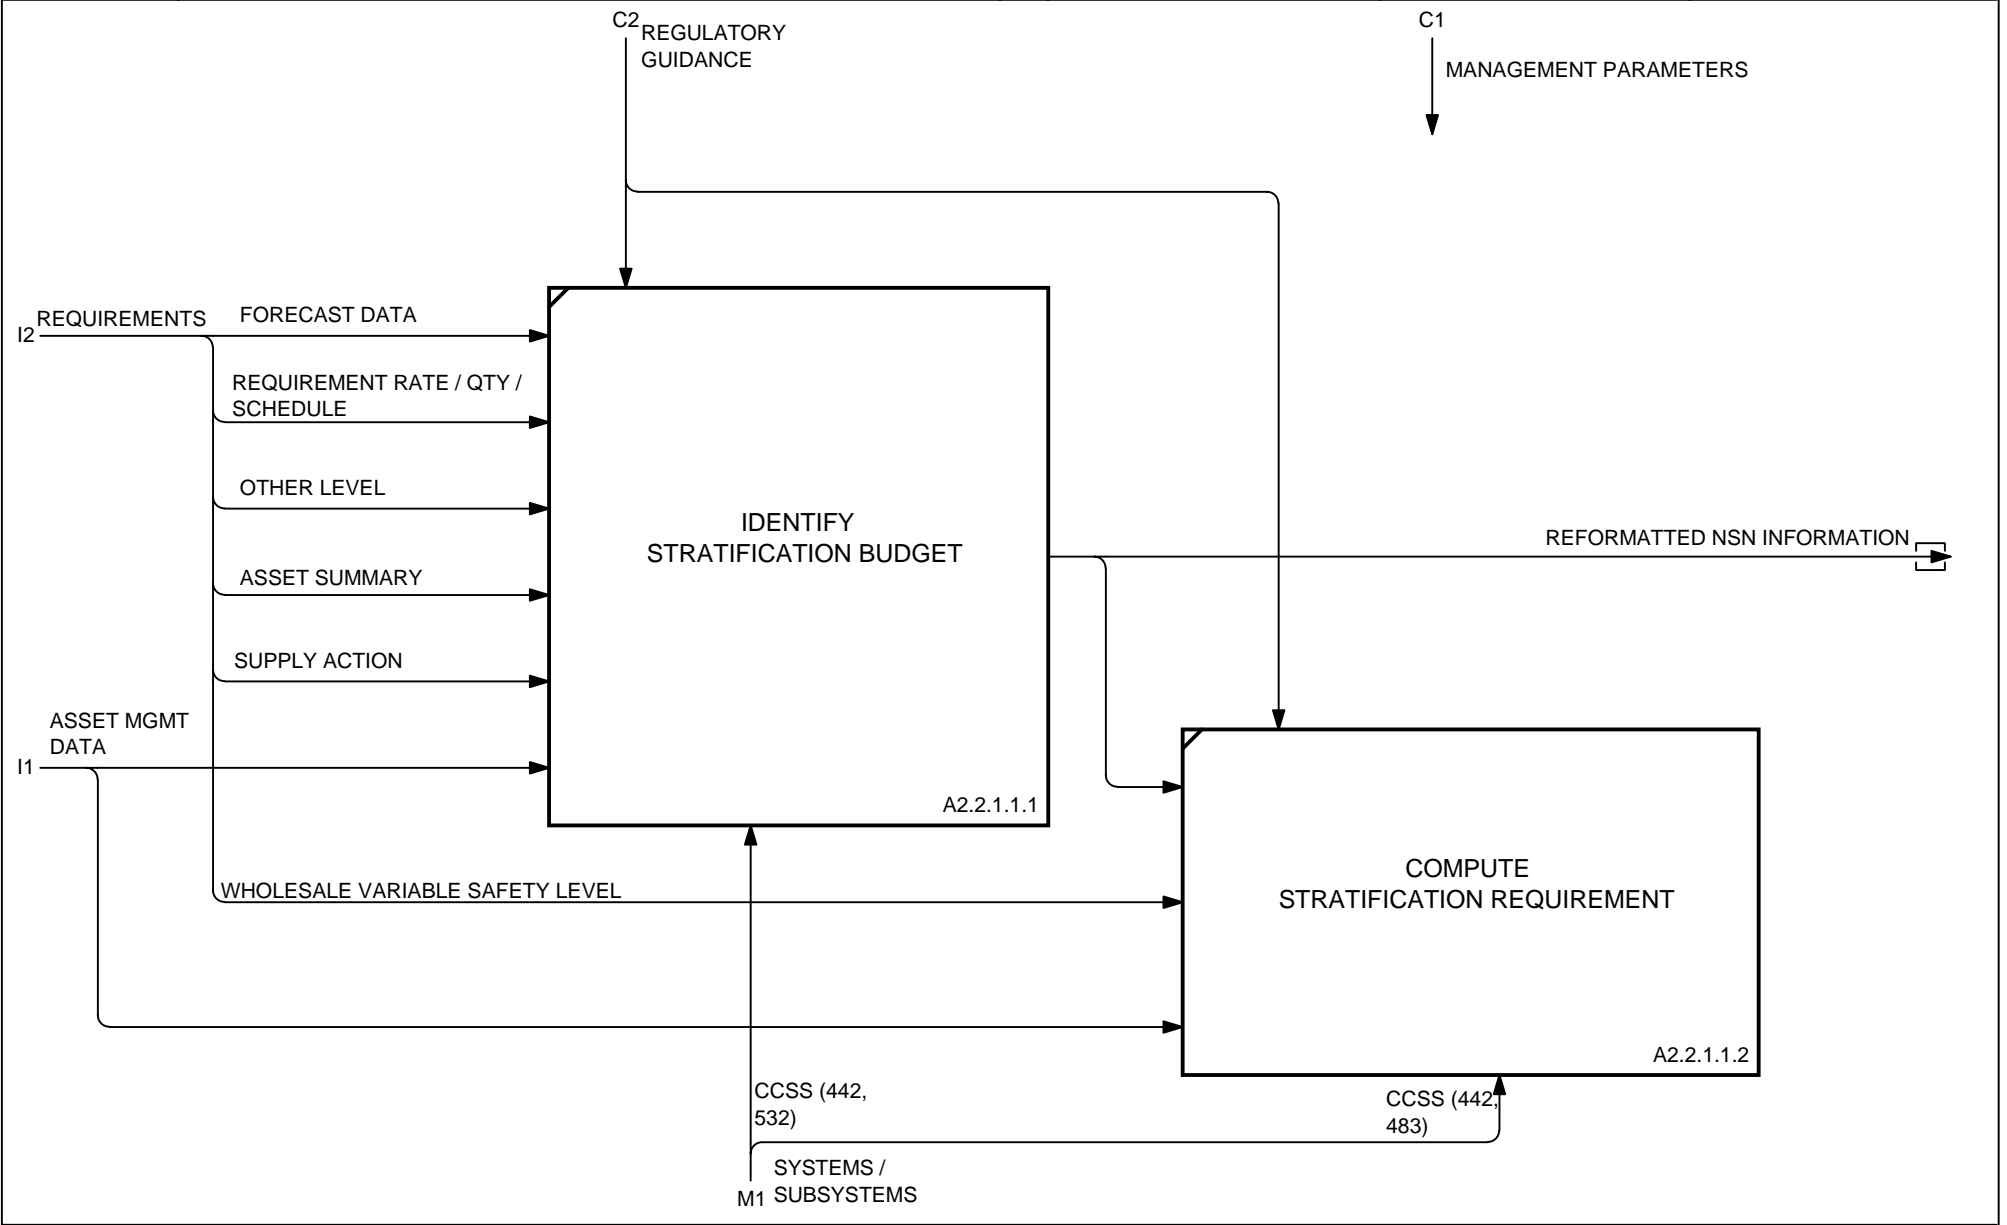 C2
REGULATORY
GUIDANCE
C1
MANAGEMENT PARAMETERS
I2
REQUIREMENTS
FORECAST DATA
REQUIREMENT RATE / QTY /
SCHEDULE
OTHER LEVEL
ASSET SUMMARY
SUPPLY ACTION
ASSET MGMT
DATA
I1
IDENTIFY
STRATIFICATION BUDGET
A2.2.1.1.1
REFORMATTED NSN INFORMATION
WHOLESALE VARIABLE SAFETY LEVEL
COMPUTE
STRATIFICATION REQUIREMENT
A2.2.1.1.2
CCSS (442,
532)
CCSS (442,
483)
SYSTEMS /
SUBSYSTEMS
M1